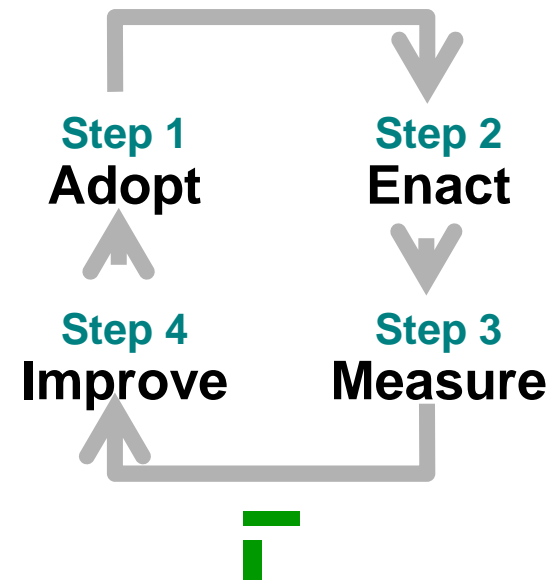 Step 1
Adopt
Step 2
Enact
Step 3
Measure
Step 4
Improve